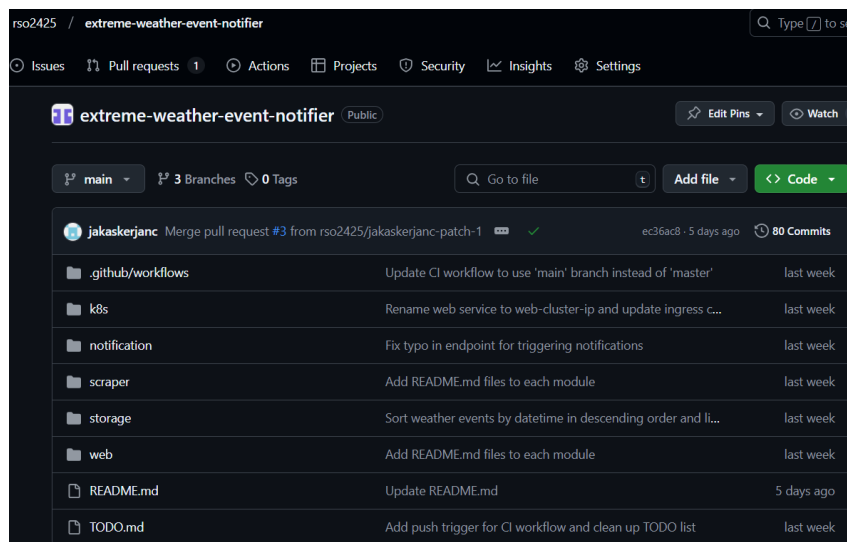 rso2425 / extreme-weather-event-notifier
Type / to s
Issues Pull requests 1 Actions Projects Security Insights Settings
extreme-weather-event-notifier Public
Edit Pins Watch
main 3 Branches 0 Tags
Go to file t Add file Code
jakaskerjanc Merge pull request #3 from rso2425/jakaskerjanc-patch-1 ec36ac8 · 5 days ago 80 Commits
.github/workflows Update CI workflow to use 'main' branch instead of 'master' last week
k8s Rename web service to web-cluster-ip and update ingress c... last week
notification Fix typo in endpoint for triggering notifications last week
scraper Add README.md files to each module last week
storage Sort weather events by datetime in descending order and li... last week
web Add README.md files to each module last week
README.md Update README.md 5 days ago
TODO.md Add push trigger for CI workflow and clean up TODO list last week